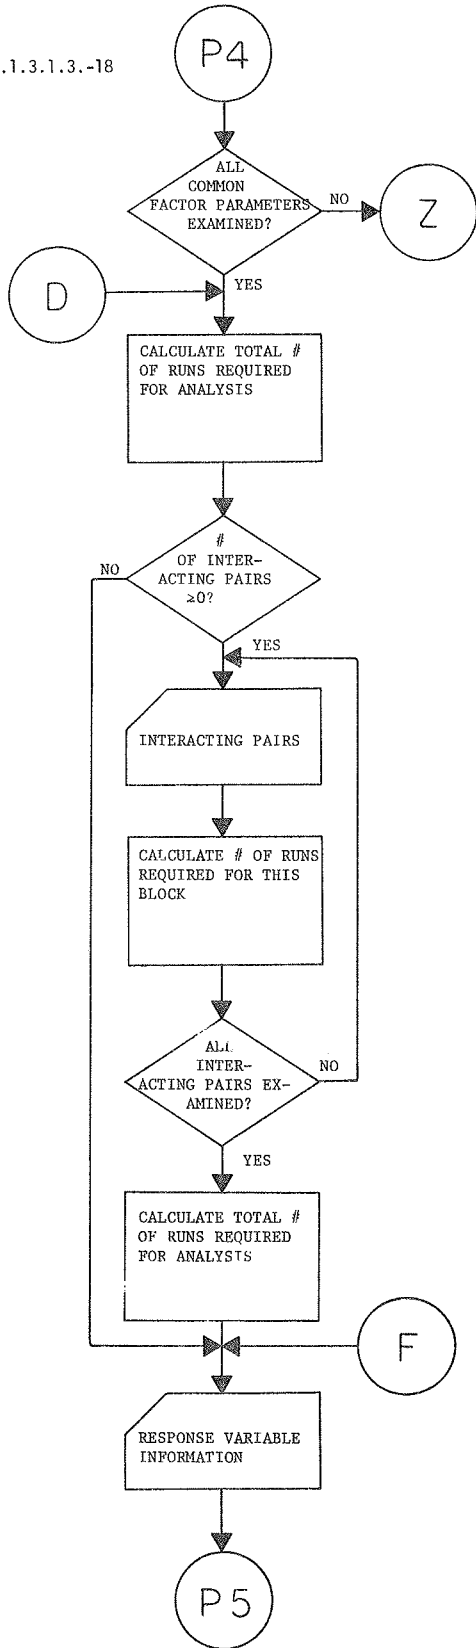 P4
.1.3.1.3.-18
ALL
COMMON
FACTOR PARAMETERS
EXAMINED?
NO
Z
YES
D
CALCULATE TOTAL #
OF RUNS REQUIRED
FOR ANALYSIS
#
OF INTER-
ACTING PAIRS
≥0?
NO
YES
INTERACTING PAIRS
CALCULATE # OF RUNS
REQUIRED FOR THIS
BLOCK
ALL
INTER-
ACTING PAIRS EX-
AMINED?
NO
YES
CALCULATE TOTAL #
OF RUNS REQUIRED
FOR ANALYSIS
F
RESPONSE VARIABLE
INFORMATION
P5